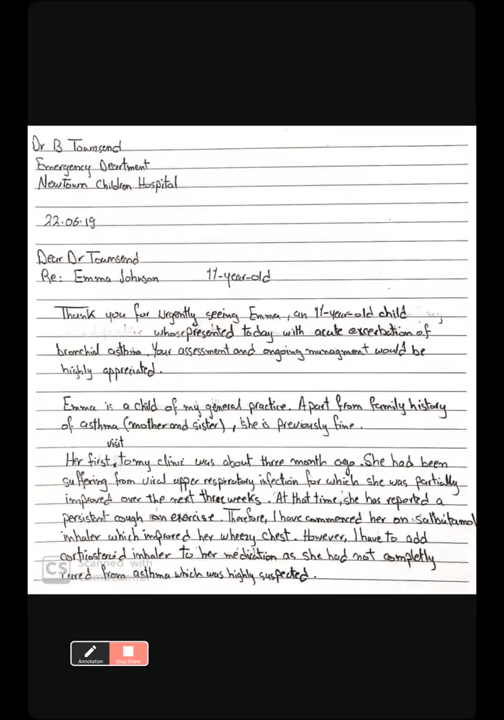 Dr B Townsend
Emergency Deartment
Newtown Children Hospital
22.06.19
Dear Dr Townsend
Re: Emma Johnson 11-year-old
Thank you for urgently seeing Emma, an 11-year-old child
whose presented today with acute excerbation of
bronchial asthma. Your assessment and ongoing managment would be
highly appreciated.
Emma is a child of my general practice. Apart from family history
of asthma (mother and sister), she is previously fine.
visit
Her first to my clinic was about three month ago. She had been
suffering from viral upper respiratory infection for which she was partially
improved over the next three weeks. At that time, she has reported a
persistent cough on exercise. Therefore, I have commenced her on salbutamol
inhaler which improved her wheezy chest. However, I have to add
corticosteroid inhaler to her medication as she had not completly
cured from asthma which was highly suspected.
CS Scanned with
Annotation Stop Share